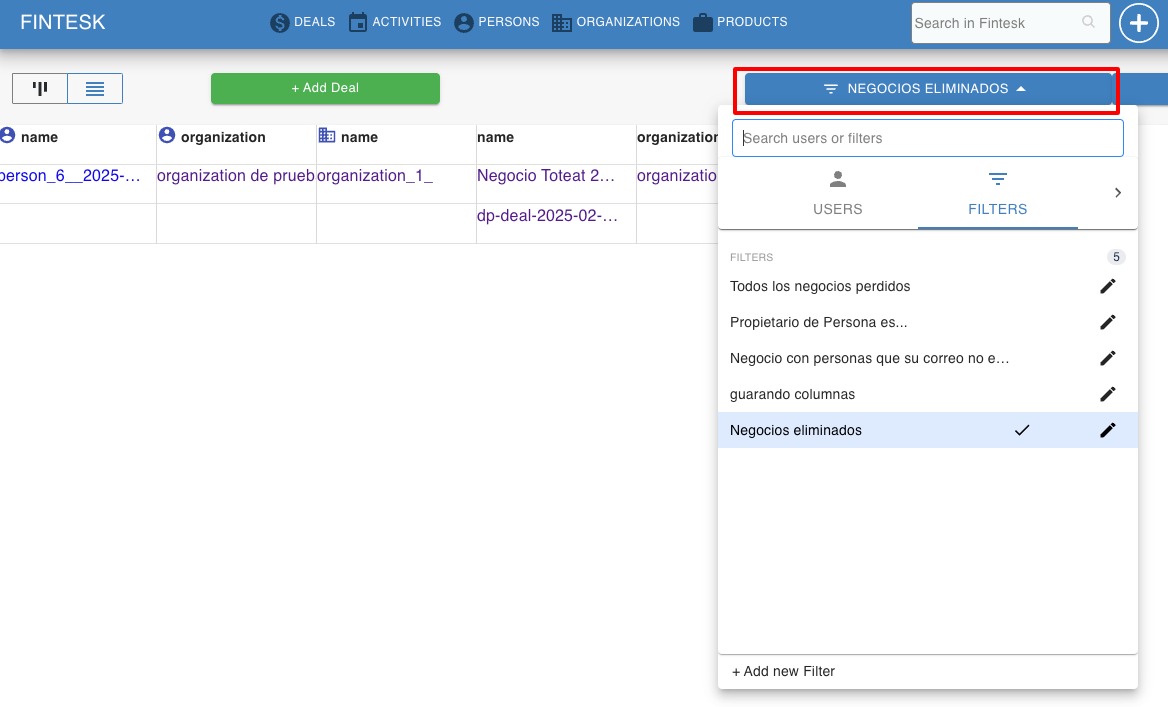 FINTESK
DEALS
ACTIVITIES
PERSONS
ORGANIZATIONS
PRODUCTS
Search in Fintesk
+ Add Deal
NEGOCIOS ELIMINADOS
name
organization
name
name
organization
person_6__2025-...
organization de prueb
organization_1_
Negocio Toteat 2...
organizatio
dp-deal-2025-02-...
Search users or filters
USERS
FILTERS
FILTERS
5
Todos los negocios perdidos
Propietario de Persona es...
Negocio con personas que su correo no e...
guarando columnas
Negocios eliminados
+ Add new Filter